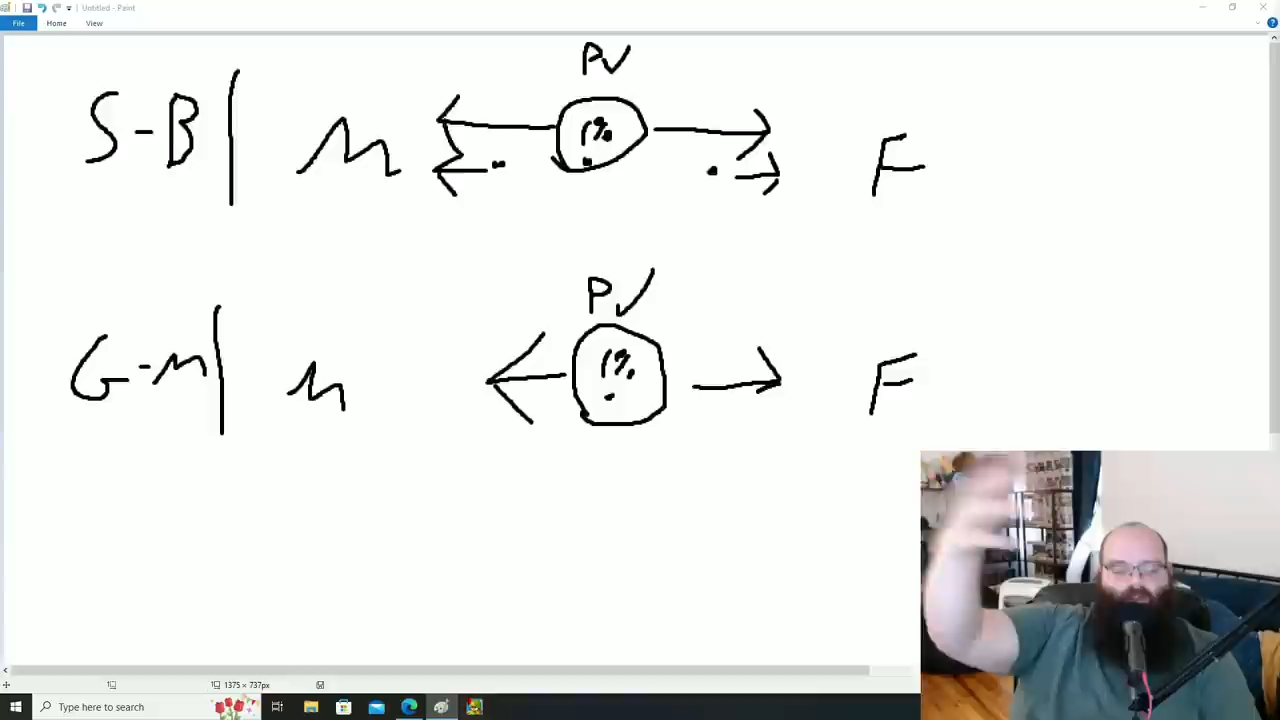 Untitled - Paint
File Home View
PV
S-B | M 1% F
PV
G-M | M 1% F
1375 × 737px
Type here to search